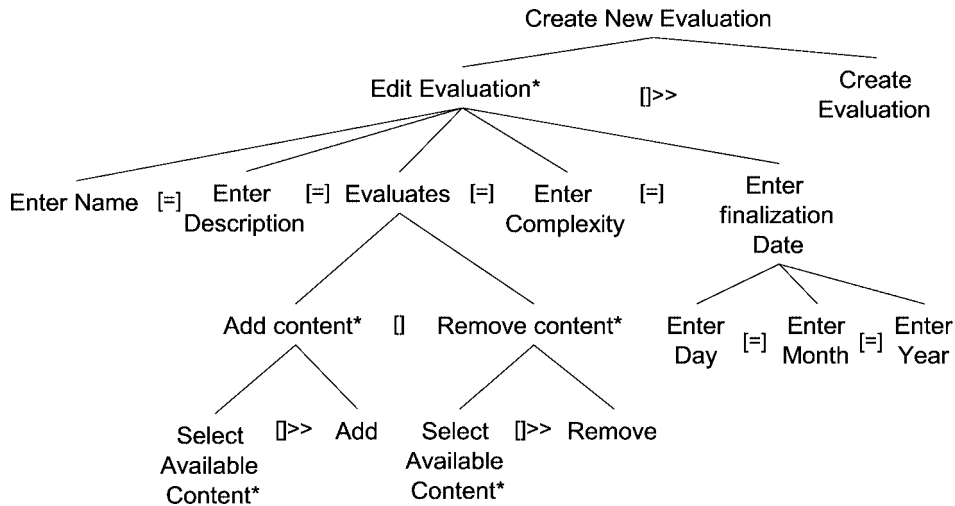 Create New Evaluation
Edit Evaluation* []>> Create
Evaluation
Enter Name [=] Enter
Description [=] Evaluates [=] Enter
Complexity [=] Enter
finalization
Date
Add content* [] Remove content* Enter
Day [=] Enter
Month [=] Enter
Year
Select
Available
Content* []>> Add Select
Available
Content* []>> Remove